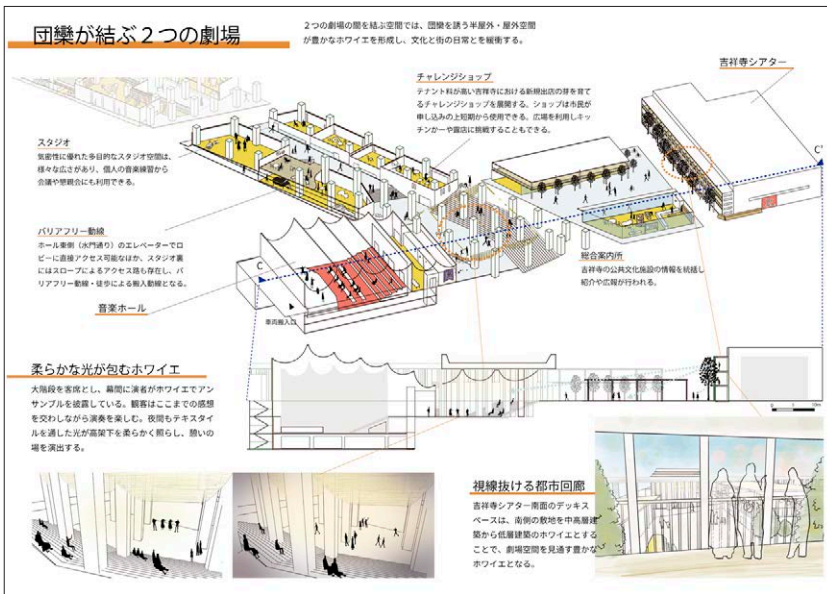 団欒が結ぶ２つの劇場
２つの劇場の間を結ぶ空間では、団欒を誘う半屋外・屋外空間
が豊かなホワイエを形成し、文化と街の日常とを緩衝する。
吉祥寺シアター
チャレンジショップ
テナント料が高い吉祥寺における新規出店の芽を育て
るチャレンジショップを展開する。ショップは市民が
申し込みの上短期から使用できる。広場を利用しキッ
チンカーや露店に挑戦することもできる。
スタジオ
気密性に優れた多目的なスタジオ空間は、
様々な広さがあり、個人の音楽練習から
会議や懇親会にも利用できる。
C'
バリアフリー動線
ホール東側（水門通り）のエレベーターでロ
ビーに直接アクセス可能なほか、スタジオ裏
にはスロープによるアクセス路も存在し、バ
リアフリー動線・徒歩による搬入動線となる。
C
総合案内所
吉祥寺の公共文化施設の情報を統括し
紹介や広報が行われる。
音楽ホール
車両搬入口
柔らかな光が包むホワイエ
大階段を客席とし、幕間に演者がホワイエでアン
サンブルを披露している。観客はここまでの感想
を交わしながら演奏を楽しむ。夜間もテキスタイ
ルを通した光が高架下を柔らかく照らし、憩いの
場を演出する。
視線抜ける都市回廊
吉祥寺シアター南面のデッキス
ペースは、南側の敷地を中高層建
築から低層建築のホワイエとする
ことで、劇場空間を見通す豊かな
ホワイエとなる。